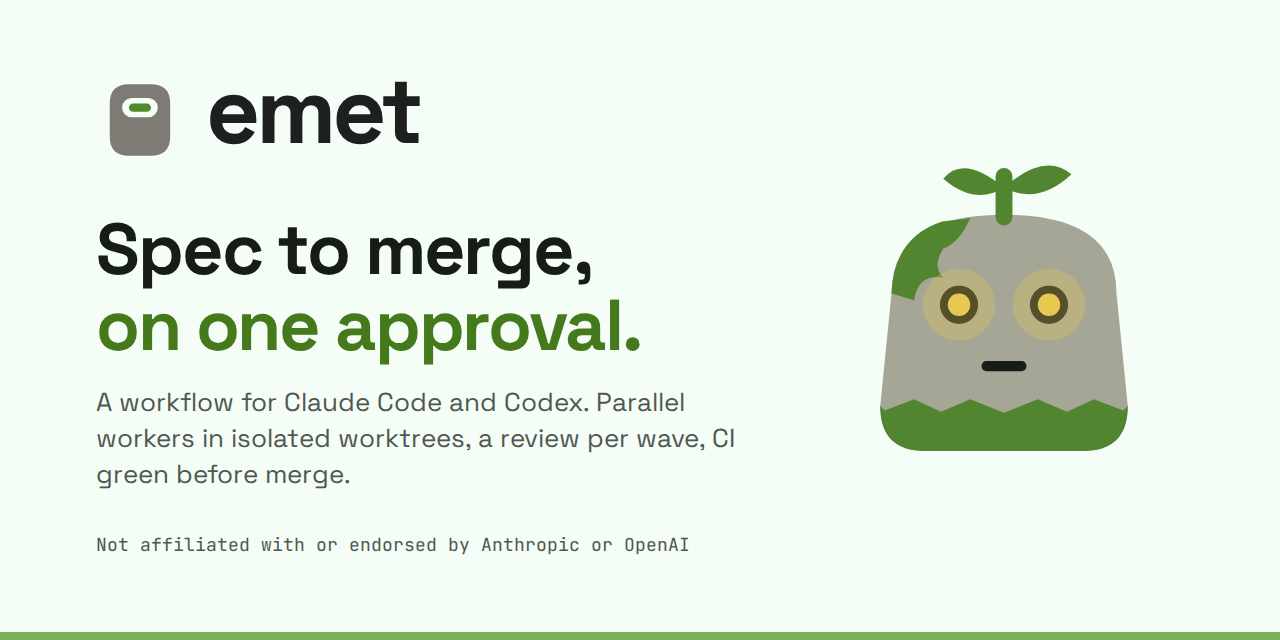 emet
Spec to merge,
on one approval.
A workflow for Claude Code and Codex. Parallel
workers in isolated worktrees, a review per wave, CI
green before merge.
Not affiliated with or endorsed by Anthropic or OpenAI